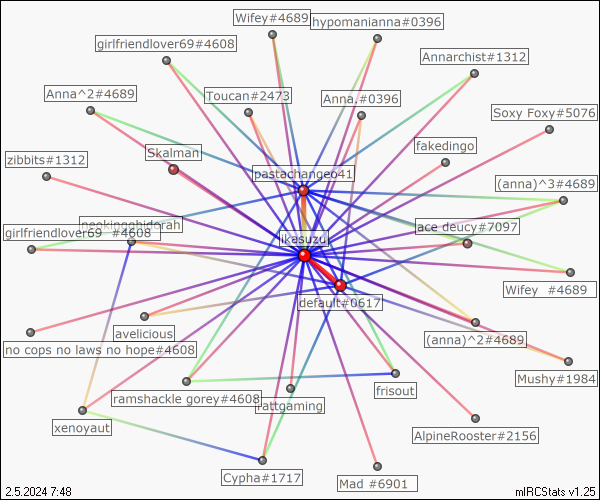 Wifey#4689
hypomanianna#0396
girlfriendlover69#4608
Annarchist#1312
Anna^2#4689
Toucan#2473
Anna.#0396
Soxy Foxy#5076
Skalman
fakedingo
zibbits#1312
pastachangeo41
(anna)^3#4689
neokingghidorah
ace deucy#7097
girlfriendlover69 #4608
likasuzu
Wifey #4689
default#0617
avelicious
(anna)^2#4689
no cops no laws no hope#4608
Mushy#1984
ramshackle gorey#4608
frisout
rattgaming
xenoyaut
AlpineRooster#2156
Cypha#1717
Mad #6901
2.5.2024 7:48
mIRCStats v1.25